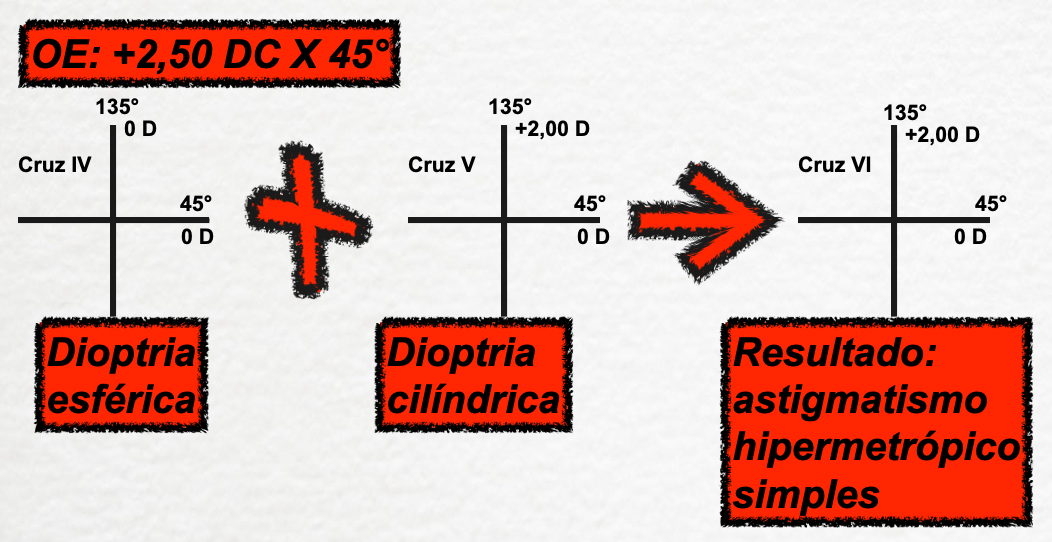 OE: +2,50 DC X 45°
135°
0 D
Cruz IV
45°
0 D
135°
+2,00 D
Cruz V
45°
0 D
135°
+2,00 D
Cruz VI
45°
0 D
Dioptria
esférica
Dioptria
cilíndrica
Resultado:
astigmatismo
hipermetrópico
simples